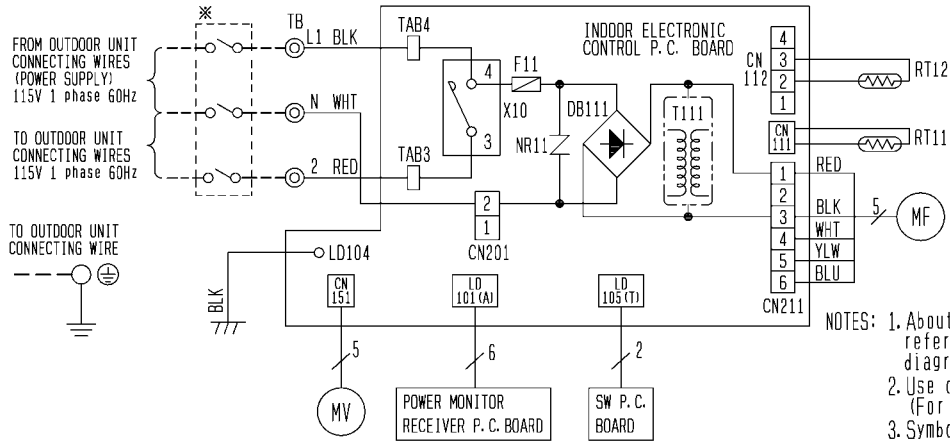 ※
TB
FROM OUTDOOR UNIT
CONNECTING WIRES
(POWER SUPPLY)
115V 1 phase 60Hz
TO OUTDOOR UNIT
CONNECTING WIRES
115V 1 phase 60Hz
L1 BLK
N WHT
2 RED
TAB4
TAB3
INDOOR ELECTRONIC
CONTROL P.C. BOARD
F11
4
3
X10
NR11
DB111
T111
2
1
CN201
CN
112
4
3
2
1
RT12
CN
111
RT11
1
2
3
4
5
6
CN211
RED
BLK
WHT
YLW
BLU
5
MF
TO OUTDOOR UNIT
CONNECTING WIRE
BLK
LD104
CN
151
5
MV
LD
101(A)
6
POWER MONITOR
RECEIVER P.C.BOARD
LD
105(T)
2
SW P.C.
BOARD
NOTES: 1. About
refer
diagr
2. Use
(For
3. Symb